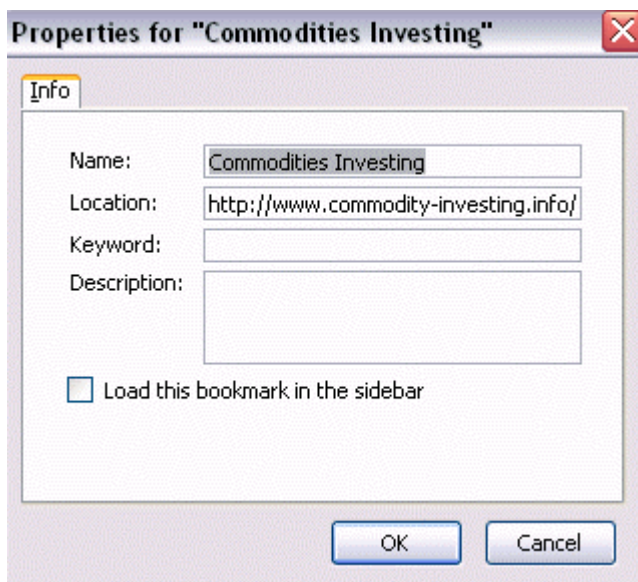 Properties for "Commodities Investing"
Info
Name: Commodities Investing
Location: http://www.commodity-investing.info/
Keyword:
Description:
Load this bookmark in the sidebar
OK Cancel